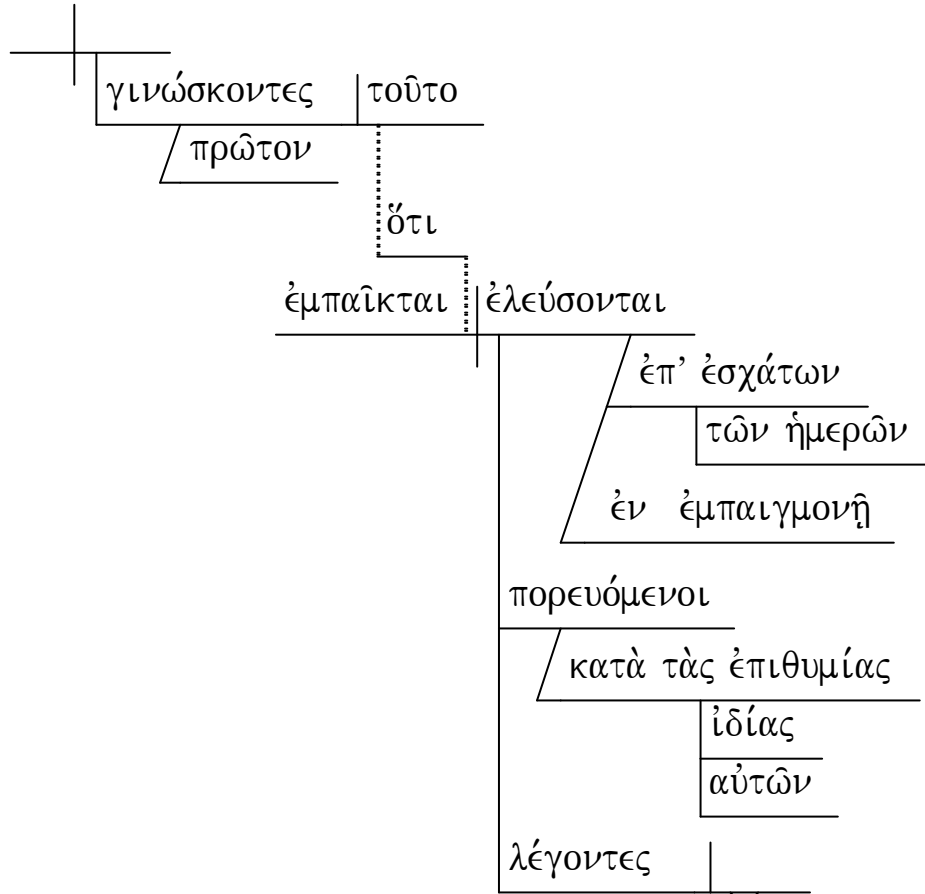 γινώσκοντες τοῦτο
πρῶτον
ὅτι
ἐμπαῖκται ἐλεύσονται
ἐπ’ ἐσχάτων
τῶν ἡμερῶν
ἐν ἐμπαιγμονῇ
πορευόμενοι
κατὰ τὰς ἐπιθυμίας
ἰδίας
αὐτῶν
λέγοντες